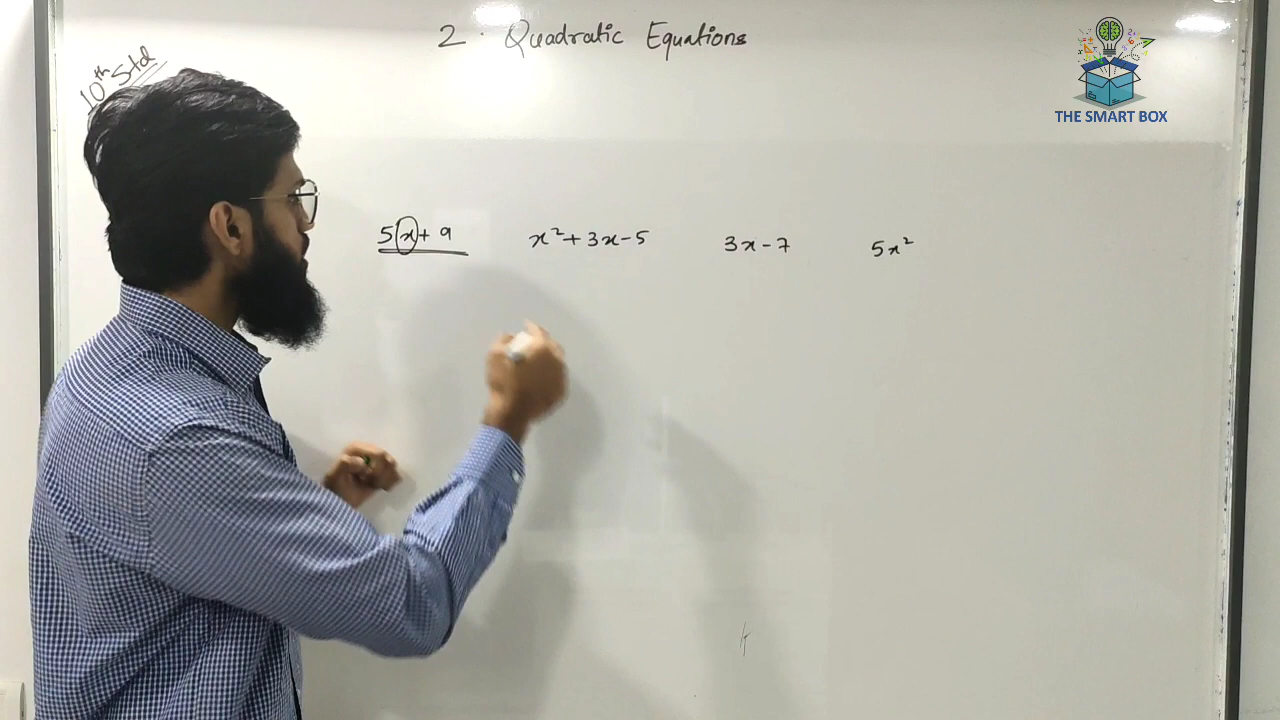 2. Quadratic Equations
10th Std
THE SMART BOX
5x + 9 x² + 3x - 5 3x - 7 5x²